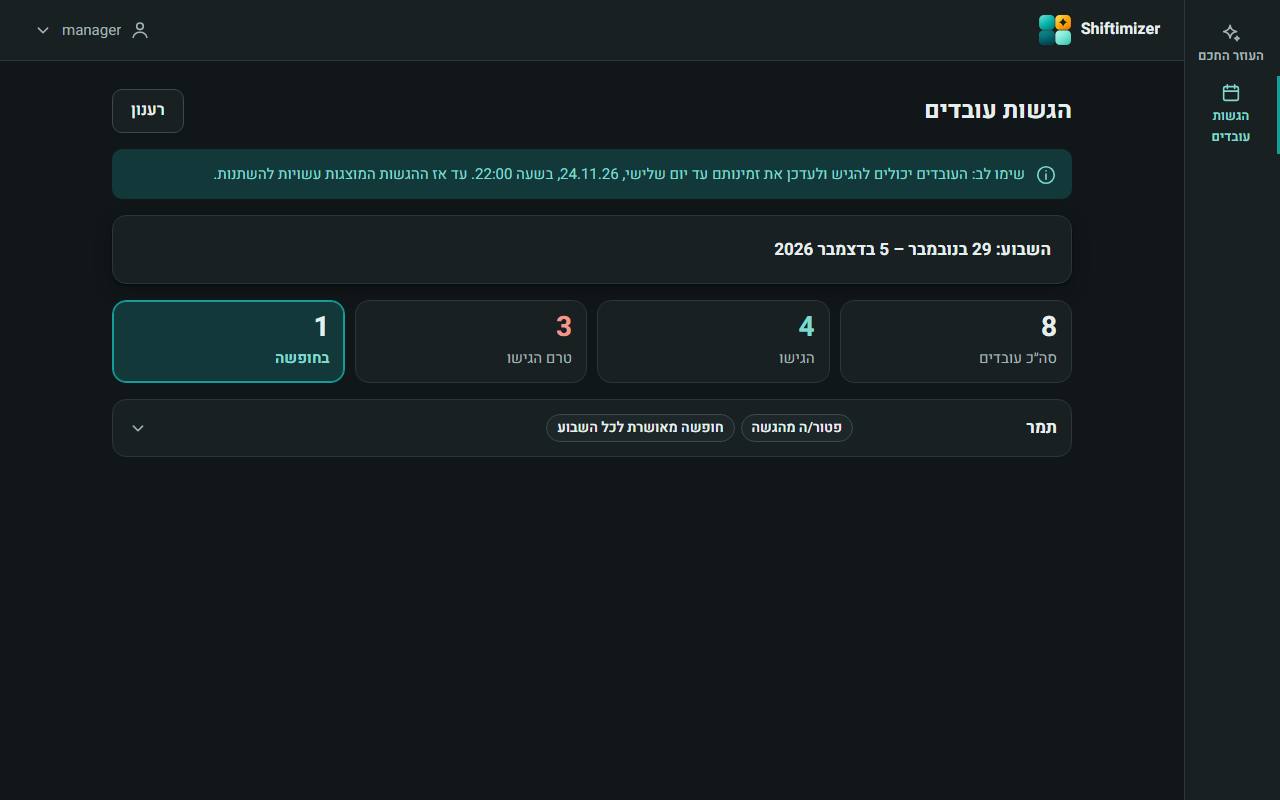 Shiftimizer
manager
העוזר החכם
הגשות
עובדים
הגשות עובדים
רענון
שימו לב: העובדים יכולים להגיש ולעדכן את זמינותם עד יום שלישי, 24.11.26, בשעה 22:00. עד אז ההגשות המוצגות עשויות להשתנות.
השבוע: 29 בנובמבר – 5 בדצמבר 2026
8
סה"כ עובדים
4
הגישו
3
טרם הגישו
1
בחופשה
תמר
פטור/ה מהגשה
חופשה מאושרת לכל השבוע